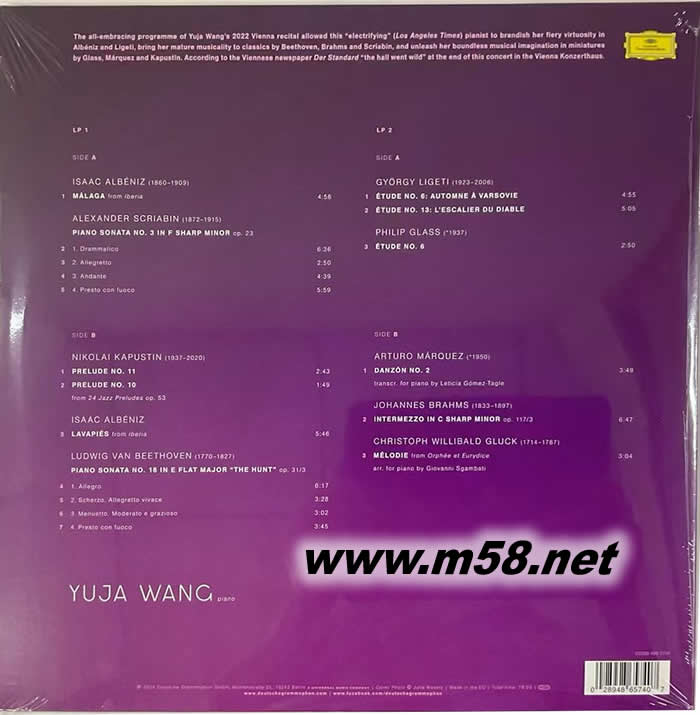 The all-embracing programme of Yuja Wang's 2022 Vienna recital allowed this "electrifying" (Los Angeles Times) pianist to brandish her fiery virtuosity in
Albéniz and Ligeti, bring her mature musicality to classics by Beethoven, Brahms and Scriabin, and unleash her boundless musical imagination in miniatures
by Glass, Márquez and Kapustin. According to the Viennese newspaper Der Standard "the hall went wild" at the end of this concert in the Vienna Konzerthaus.
LP 1
SIDE A
ISAAC ALBÉNIZ (1860–1909)
1 MÁLAGA from Iberia 4:56
ALEXANDER SCRIABIN (1872–1915)
PIANO SONATA NO. 3 IN F SHARP MINOR op. 23
2 1. Drammatico 6:36
3 2. Allegretto 2:50
4 3. Andante 4:39
5 4. Presto con fuoco 5:59
SIDE B
NIKOLAI KAPUSTIN (1937–2020)
1 PRELUDE NO. 11 2:43
2 PRELUDE NO. 10 1:49
from 24 Jazz Preludes op. 53
ISAAC ALBÉNIZ
3 LAVAPIÉS from Iberia 5:46
LUDWIG VAN BEETHOVEN (1770–1827)
PIANO SONATA NO. 18 IN E FLAT MAJOR "THE HUNT" op. 31/3
4 1. Allegro 6:17
5 2. Scherzo. Allegretto vivace 3:28
6 3. Menuetto. Moderato e grazioso 3:02
7 4. Presto con fuoco 3:45
LP 2
SIDE A
GYÖRGY LIGETI (1923–2006)
1 ÉTUDE NO. 6: AUTOMNE À VARSOVIE 4:55
2 ÉTUDE NO. 13: L'ESCALIER DU DIABLE 5:05
PHILIP GLASS (*1937)
3 ÉTUDE NO. 6 2:50
SIDE B
ARTURO MÁRQUEZ (*1950)
1 DANZÓN NO. 2 3:49
transcr. for piano by Leticia Gómez-Tagle
JOHANNES BRAHMS (1833–1897)
2 INTERMEZZO IN C SHARP MINOR op. 117/3 6:47
CHRISTOPH WILLIBALD GLUCK (1714–1787)
3 MÉLODIE from Orphée et Eurydice 3:04
arr. for piano by Giovanni Sgambati
www.m58.net
YUJA WANG piano
www.deutschegrammophon.com www.facebook.com/deutschegrammophon
0 28948 65740 7